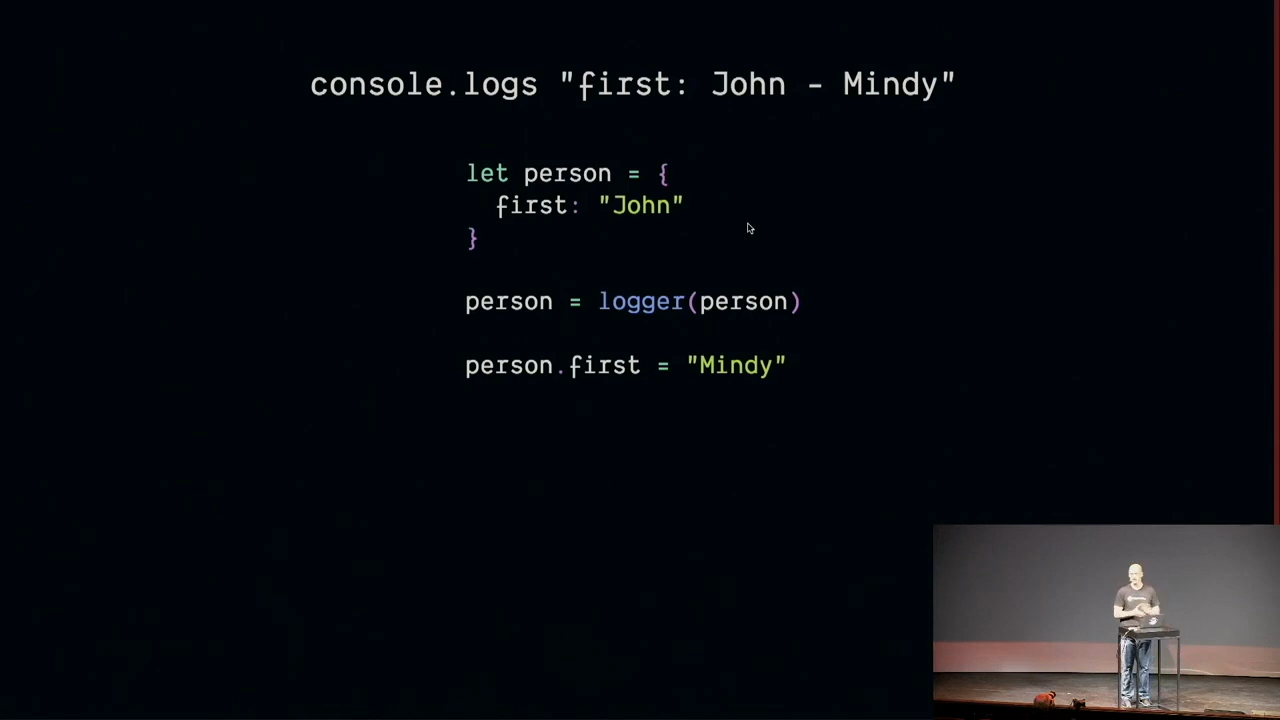 console.logs "first: John - Mindy"
let person = {
first: "John"
}
person = logger(person)
person.first = "Mindy"